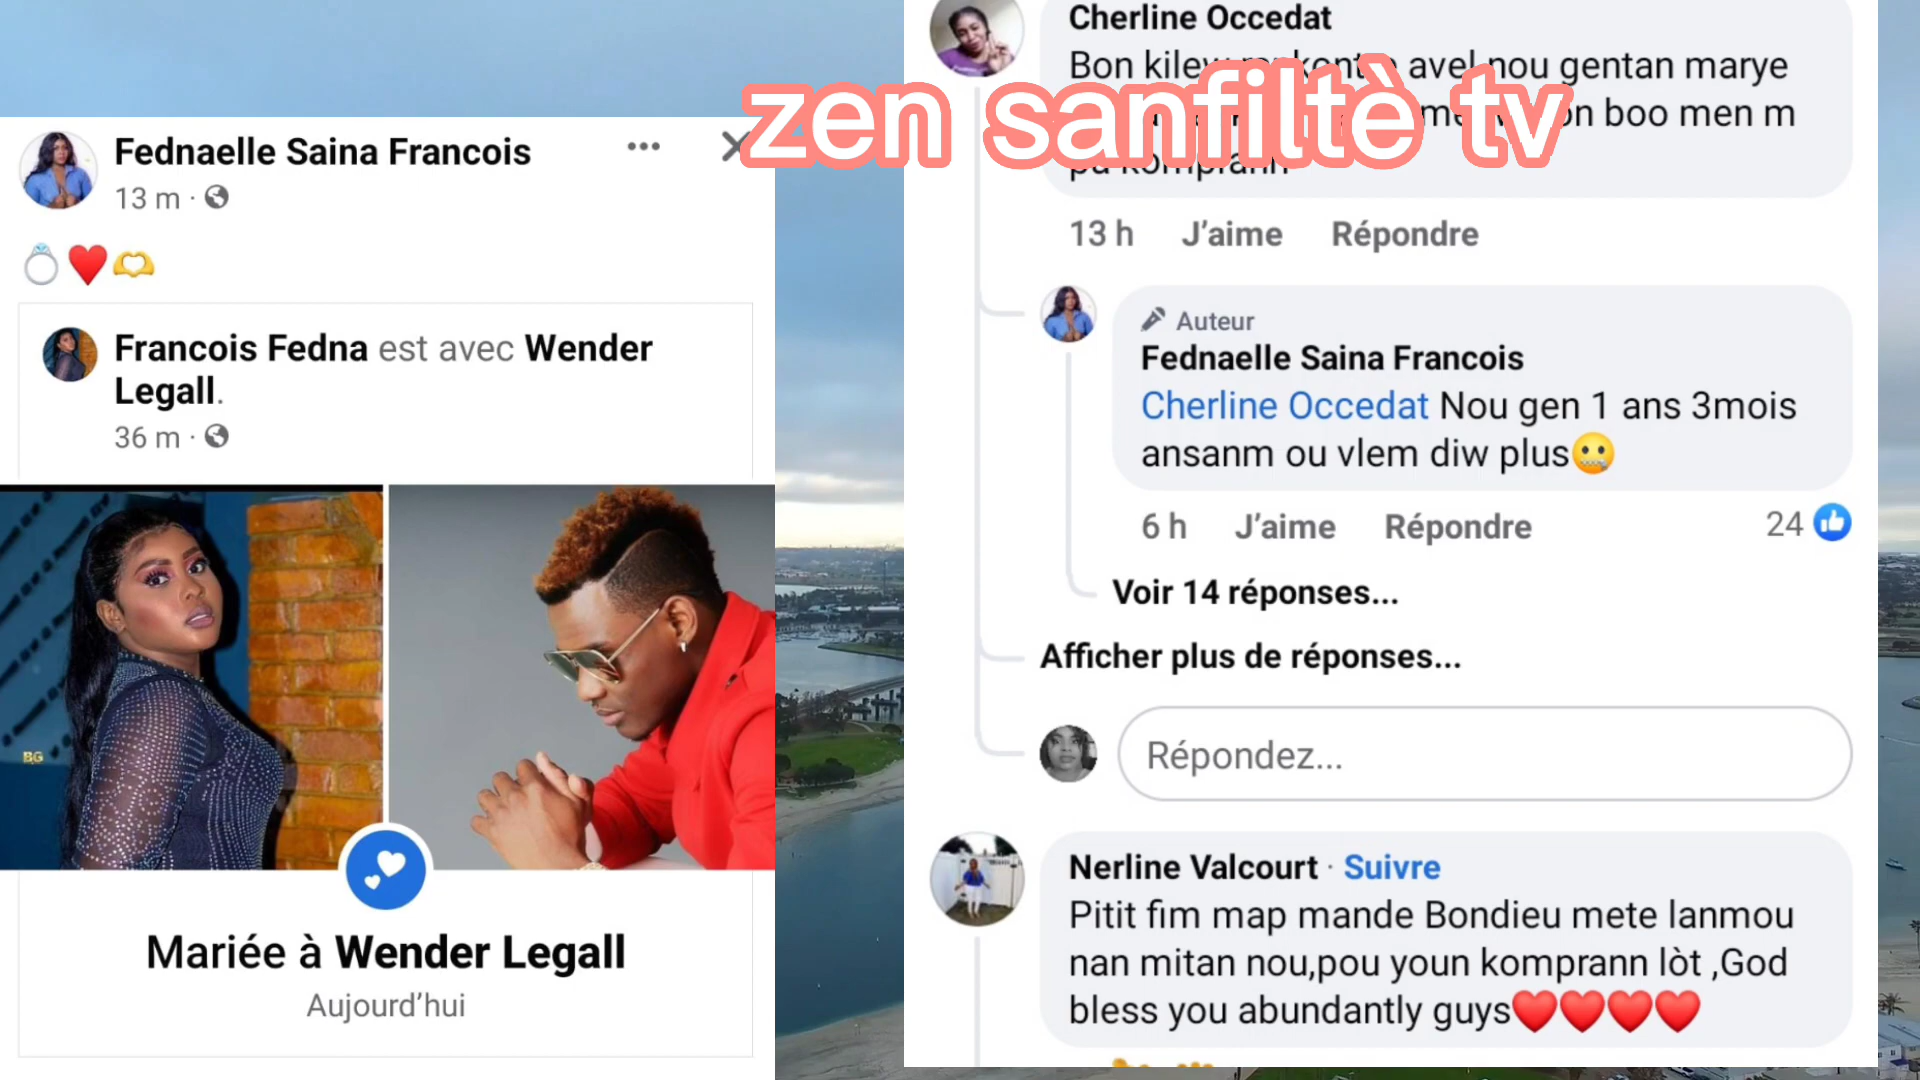 zen sanfiltè tv
Fednaelle Saina Francois
13 m ·
Francois Fedna est avec Wender
Legall.
36 m ·
BG
Mariée à Wender Legall
Aujourd’hui
Cherline Occedat
Bon kilew avel nou gentan marye
boo men m
pa komprann
13 h J’aime Répondre
Auteur
Fednaelle Saina Francois
Cherline Occedat Nou gen 1 ans 3mois
ansanm ou vlem diw plus
6 h J’aime Répondre 24
Voir 14 réponses...
Afficher plus de réponses...
Répondez...
Nerline Valcourt · Suivre
Pitit fim map mande Bondieu mete lanmou
nan mitan nou,pou youn komprann lòt ,God
bless you abundantly guys